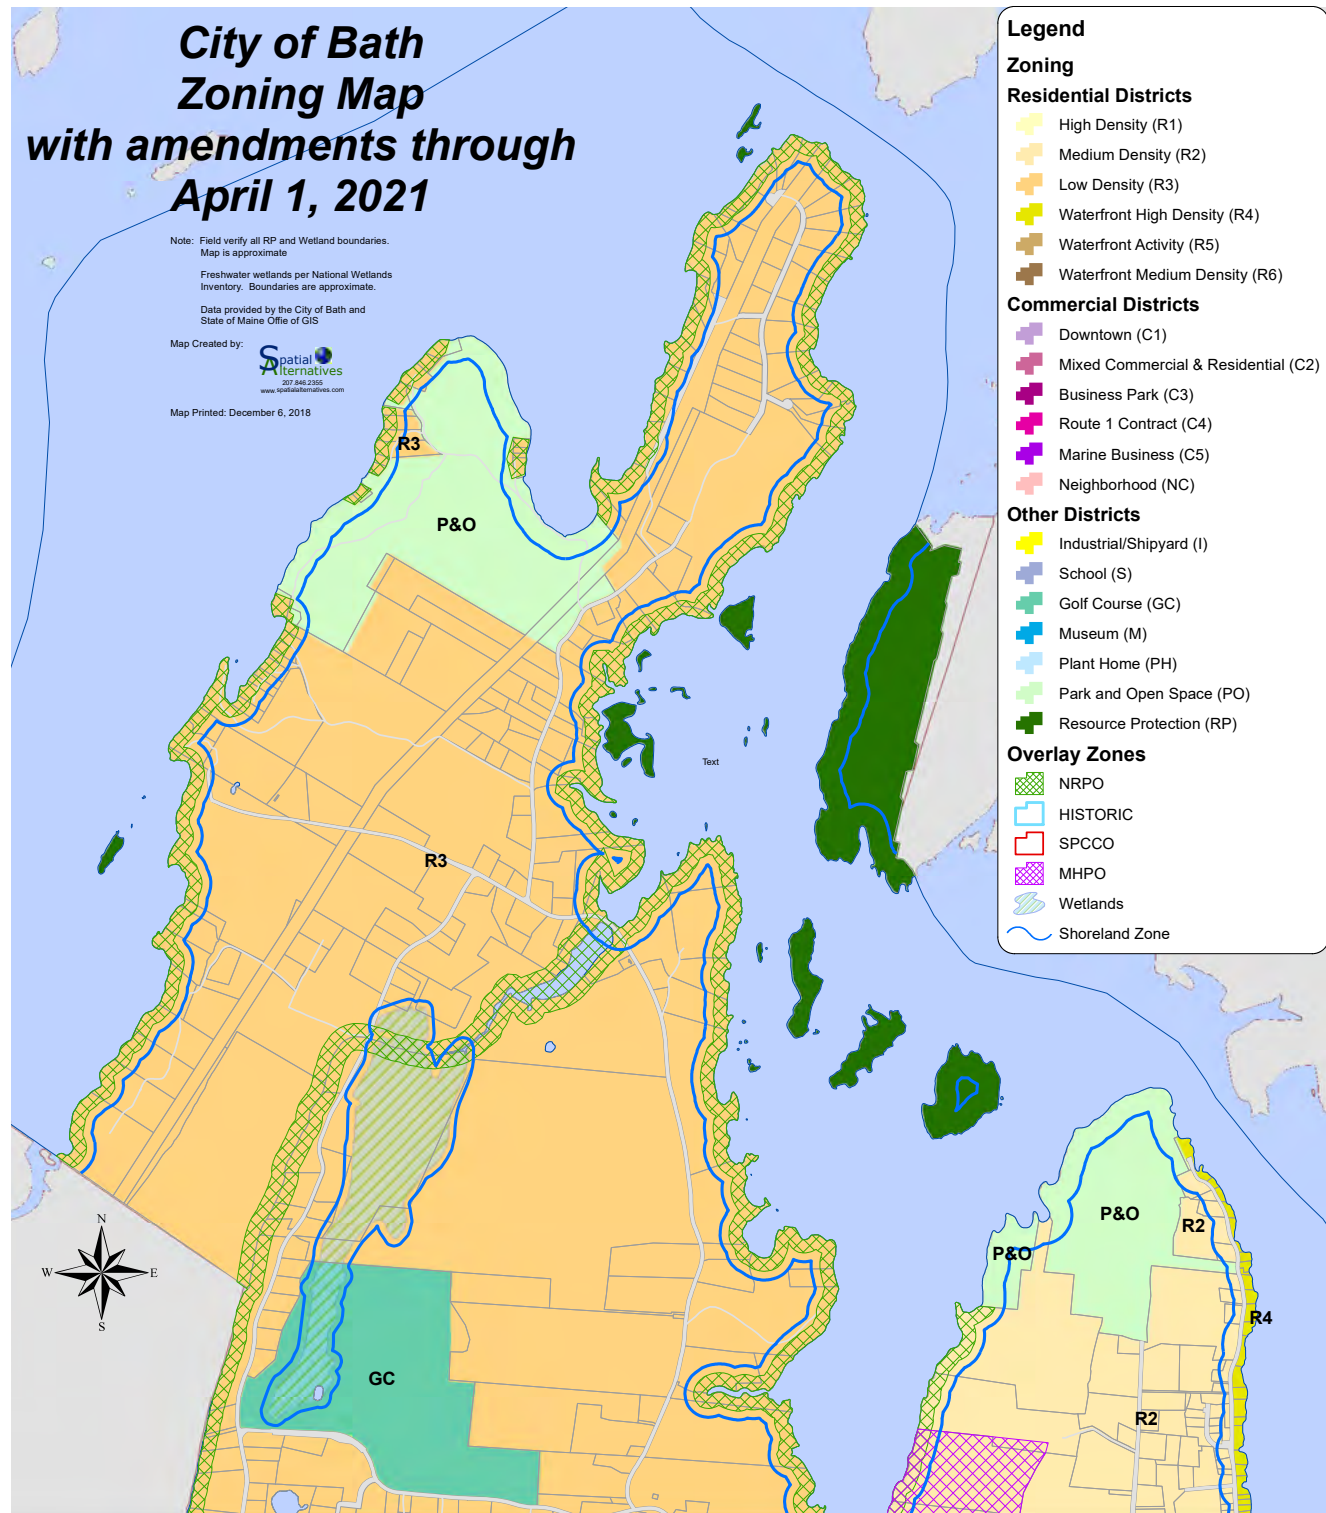 City of Bath
Zoning Map
with amendments through
April 1, 2021
Note: Field verify all RP and Wetland boundaries.
Map is approximate
Freshwater wetlands per National Wetlands
Inventory. Boundaries are approximate.
Data provided by the City of Bath and
State of Maine Offie of GIS
Map Created by:
Spatial
Alternatives
207.846.2355
www.spatialalternatives.com
Map Printed: December 6, 2018
R3
P&O
Text
R3
P&O
R2
P&O
R4
GC
R2
N
W
E
S
Legend
Zoning
Residential Districts
High Density (R1)
Medium Density (R2)
Low Density (R3)
Waterfront High Density (R4)
Waterfront Activity (R5)
Waterfront Medium Density (R6)
Commercial Districts
Downtown (C1)
Mixed Commercial & Residential (C2)
Business Park (C3)
Route 1 Contract (C4)
Marine Business (C5)
Neighborhood (NC)
Other Districts
Industrial/Shipyard (I)
School (S)
Golf Course (GC)
Museum (M)
Plant Home (PH)
Park and Open Space (PO)
Resource Protection (RP)
Overlay Zones
NRPO
HISTORIC
SPCCO
MHPO
Wetlands
Shoreland Zone